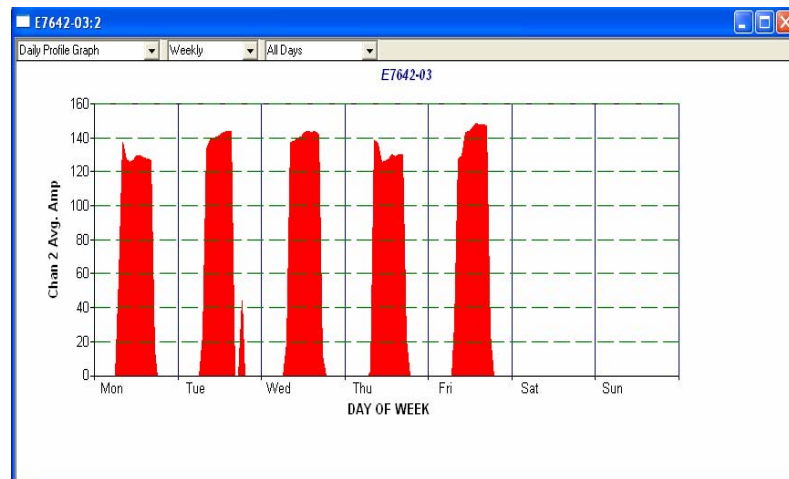 E7642-03:2
Daily Profile Graph Weekly All Days
E7642-03
160
140
120
100
80
60
40
20
0
Chan 2 Avg. Amp
Mon Tue Wed Thu Fri Sat Sun
DAY OF WEEK